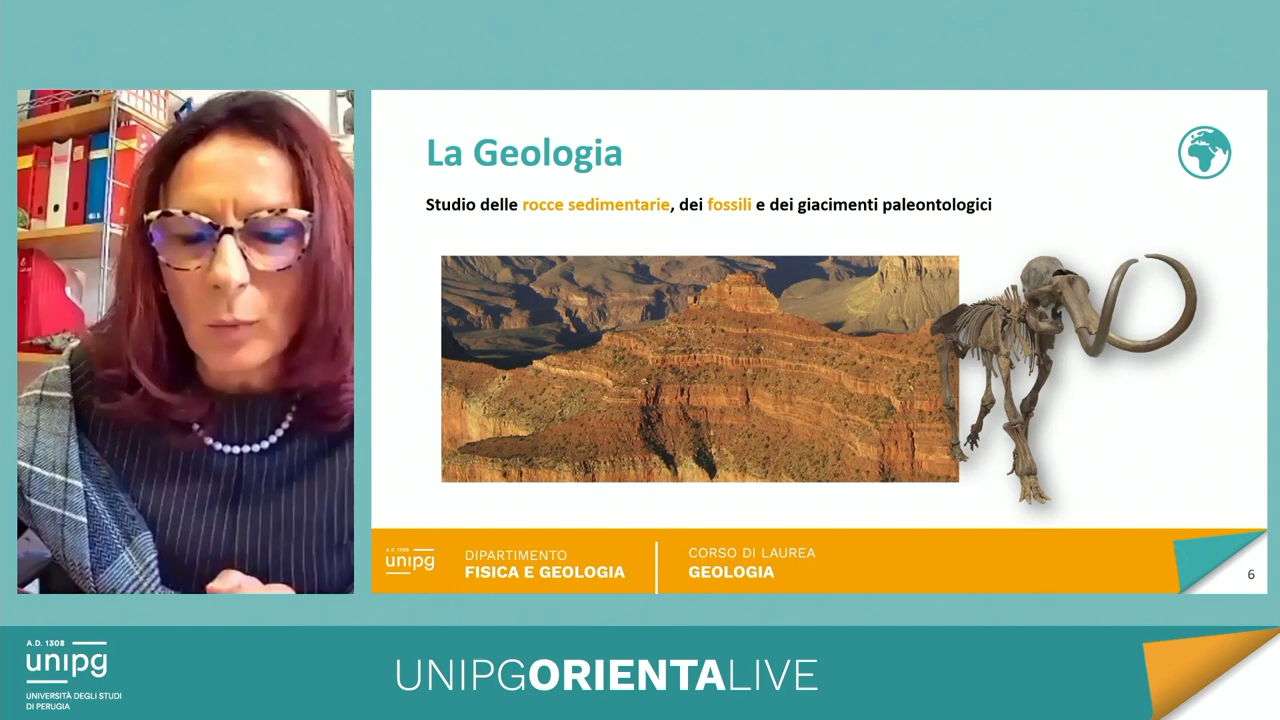 La Geologia
Studio delle rocce sedimentarie, dei fossili e dei giacimenti paleontologici
A.D. 1308
unipg
DIPARTIMENTO
FISICA E GEOLOGIA
CORSO DI LAUREA
GEOLOGIA
6
A.D. 1308
unipg
UNIVERSITÀ DEGLI STUDI
DI PERUGIA
UNIPGORIENTALIVE